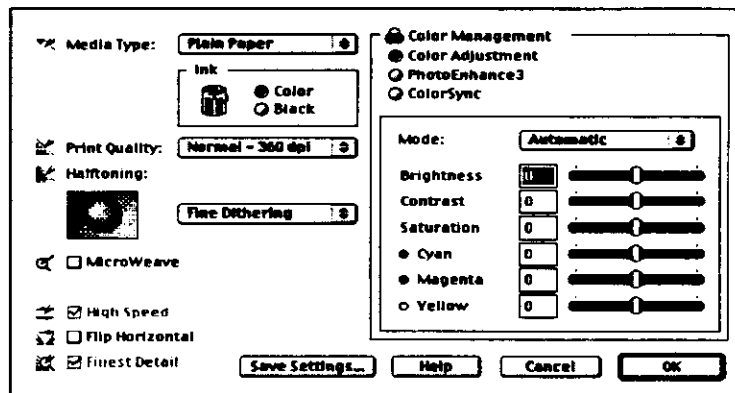 Media Type: Plain Paper
Ink
Color
Black
Print Quality: Normal - 360 dpi
Halftoning:
Fine Dithering
MicroWeave
High Speed
Flip Horizontal
Finest Detail
Color Management
Color Adjustment
PhotoEnhance3
ColorSync
Mode: Automatic
Brightness 0
Contrast 0
Saturation 0
Cyan 0
Magenta 0
Yellow 0
Save Settings... Help Cancel OK